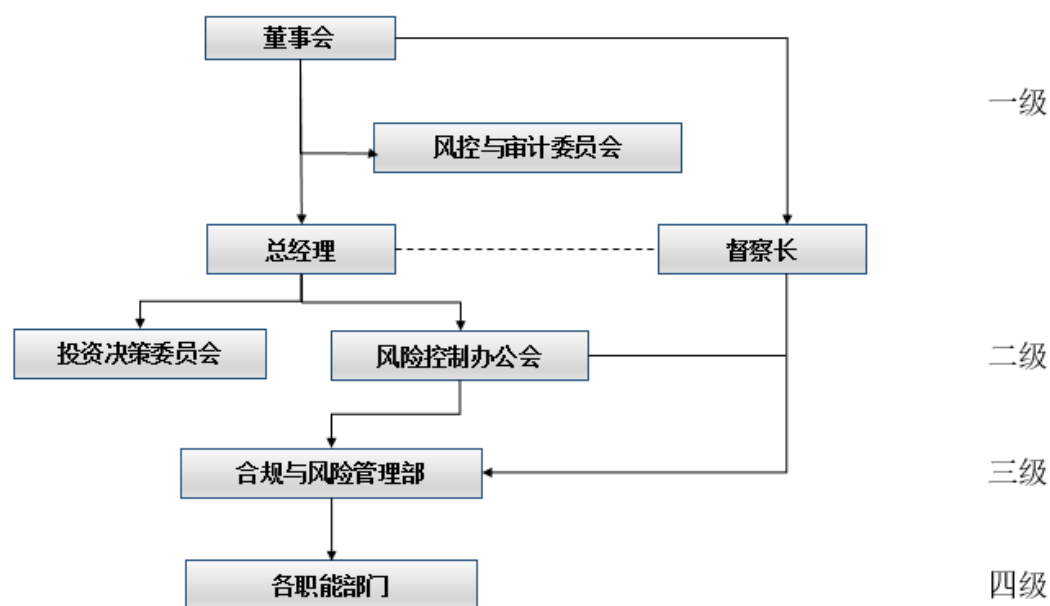 董事会
一级
风控与审计委员会
总经理
督察长
投资决策委员会
风险控制办公会
二级
合规与风险管理部
三级
各职能部门
四级